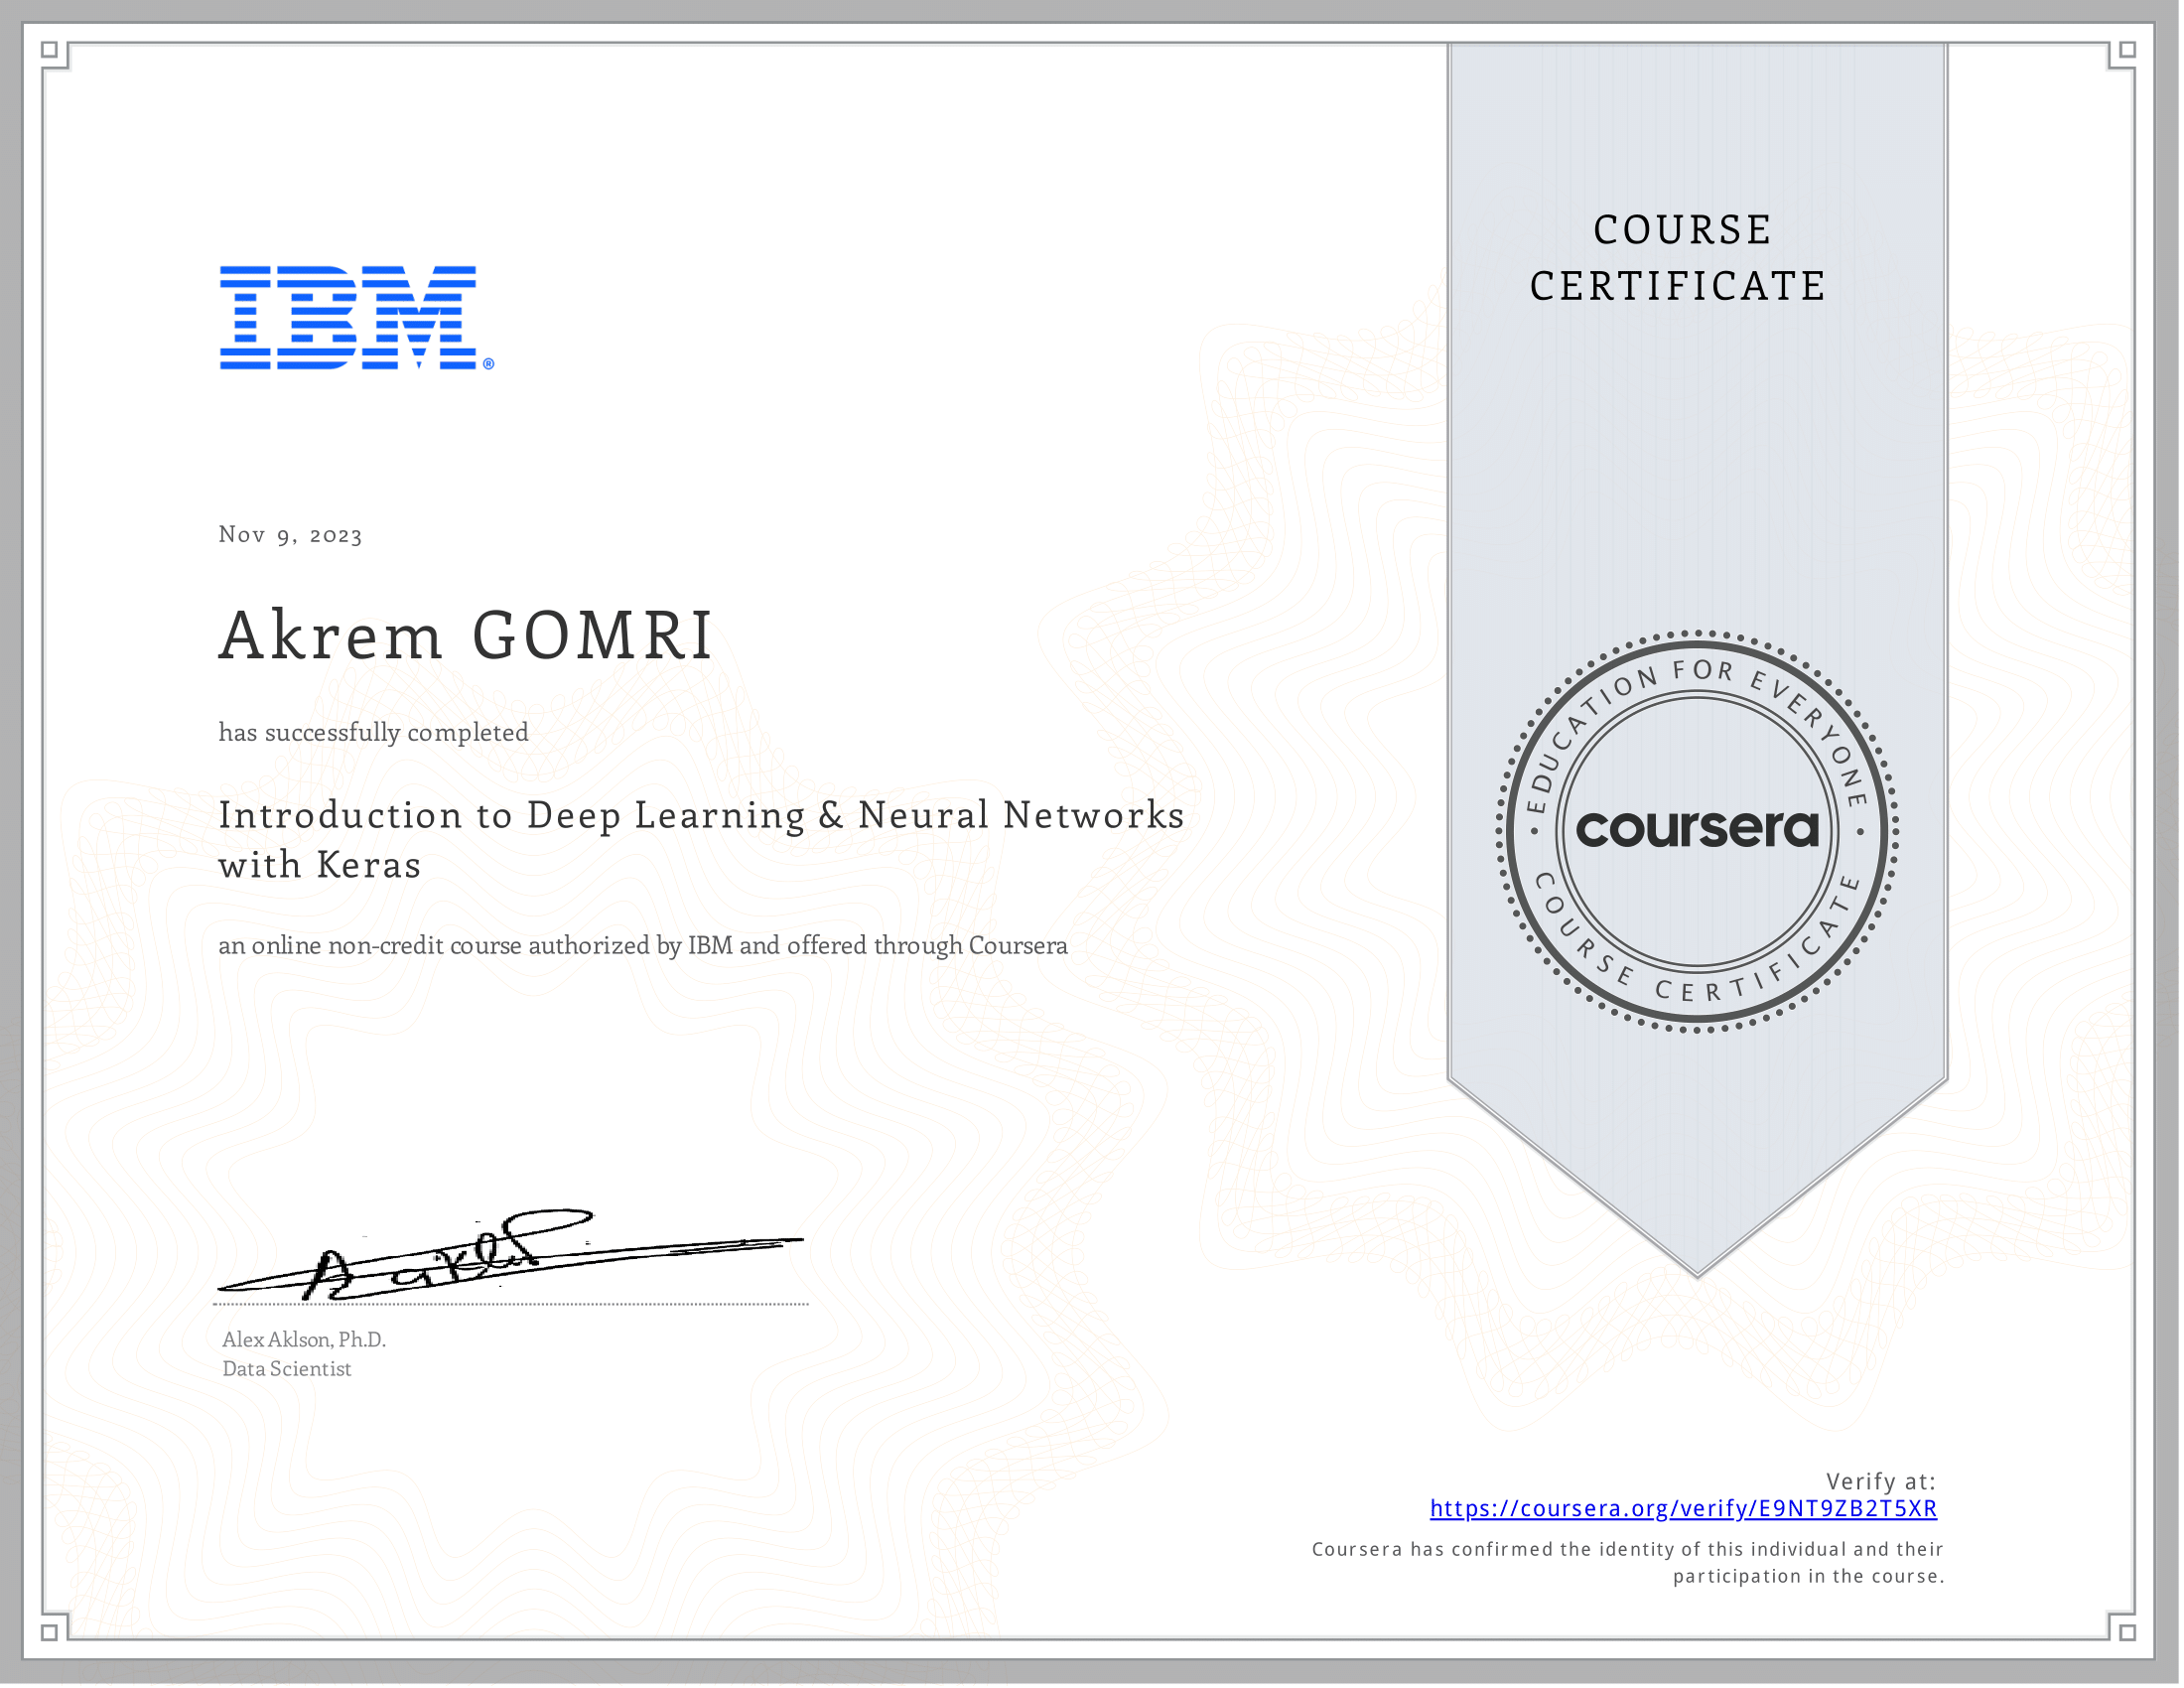 IBM®
Nov 9, 2023
Akrem GOMRI
has successfully completed
Introduction to Deep Learning & Neural Networks
with Keras
an online non-credit course authorized by IBM and offered through Coursera
Alex Aklson, Ph.D.
Data Scientist
COURSE
CERTIFICATE
EDUCATION FOR EVERYONE
coursera
COURSE CERTIFICATE
Verify at:
https://coursera.org/verify/E9NT9ZB2T5XR
Coursera has confirmed the identity of this individual and their
participation in the course.